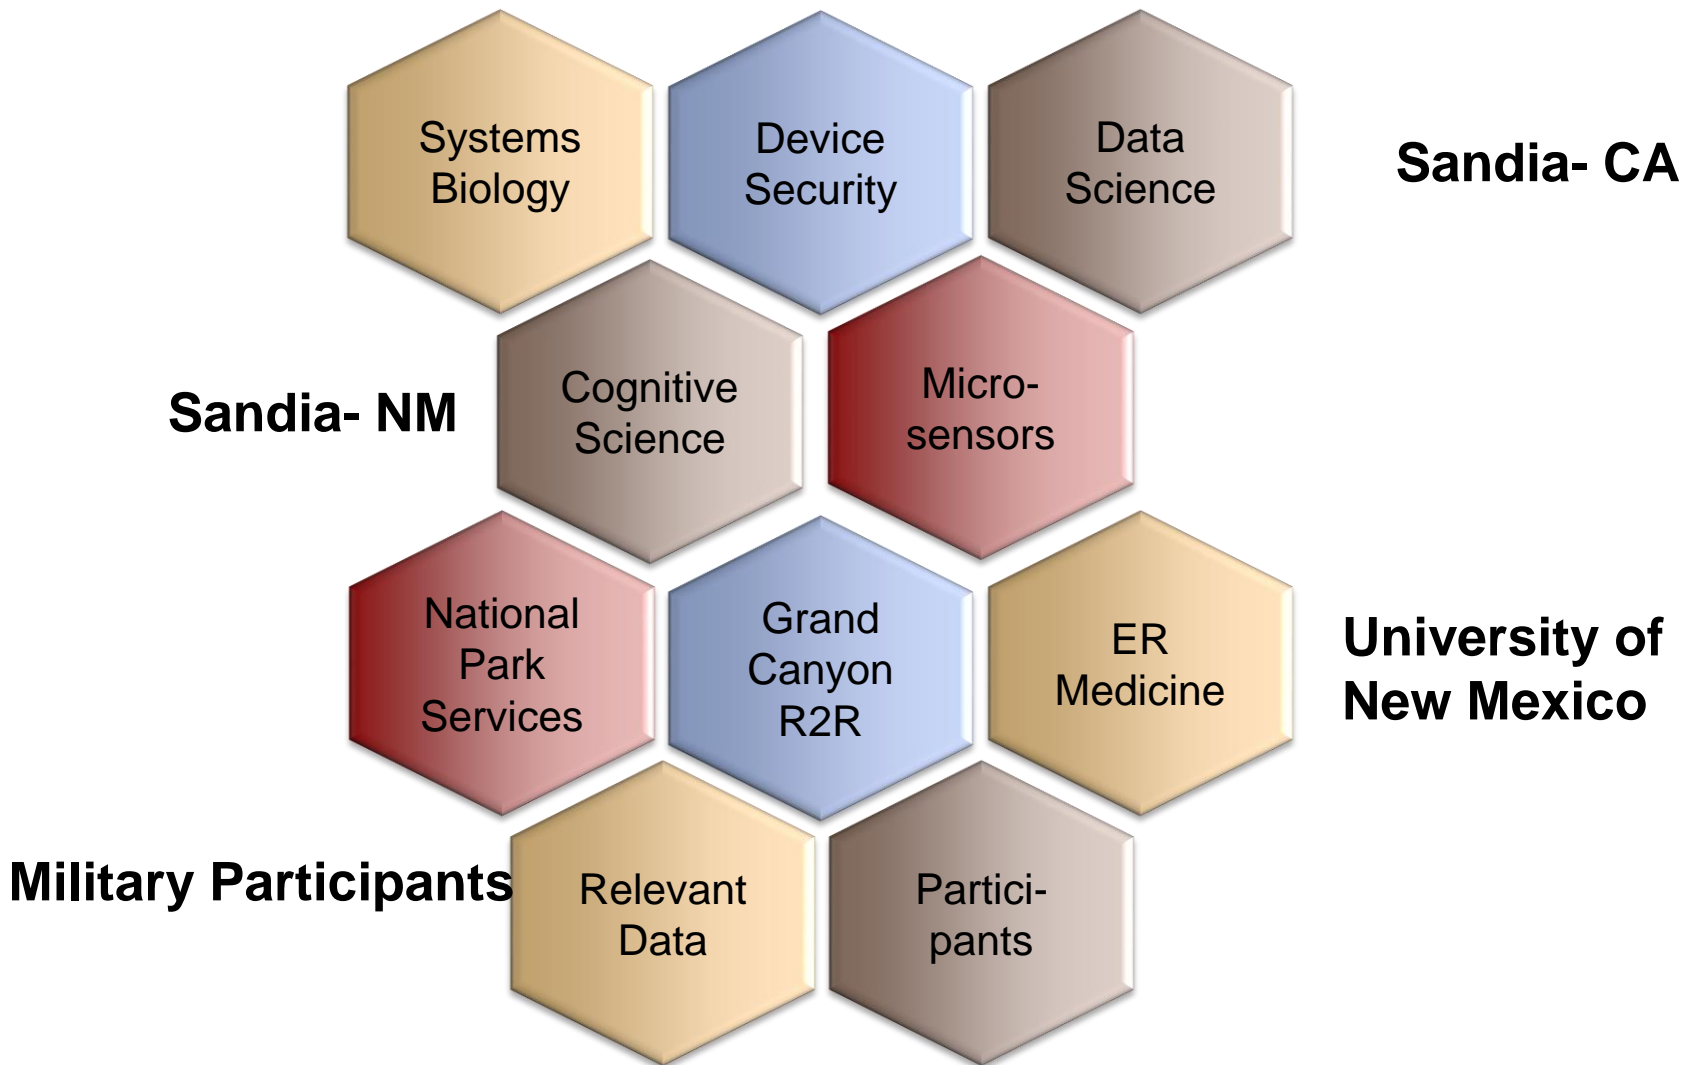 Systems
Biology
Device
Security
Data
Science
Sandia- CA
Sandia- NM
Cognitive
Science
Micro-
sensors
National
Park
Services
Grand
Canyon
R2R
ER
Medicine
University of
New Mexico
Military Participants
Relevant
Data
Partici-
pants